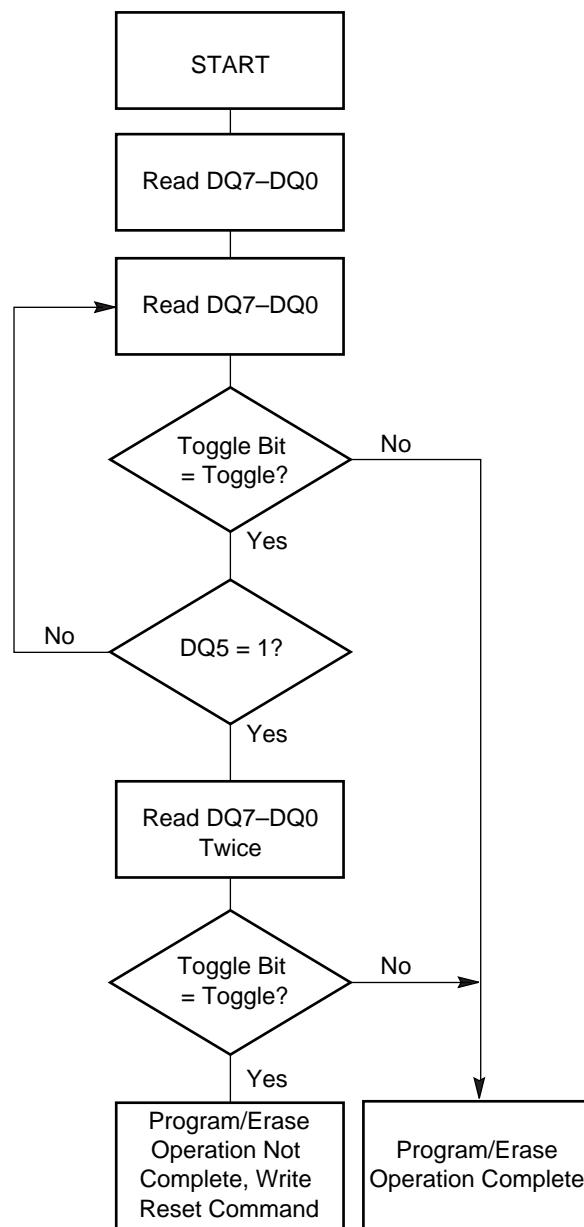 START
Read DQ7–DQ0
Read DQ7–DQ0
Toggle Bit
= Toggle?
No
Yes
No
DQ5 = 1?
Yes
Read DQ7–DQ0
Twice
Toggle Bit
= Toggle?
No
Yes
Program/Erase
Operation Not
Complete, Write
Reset Command
Program/Erase
Operation Complete